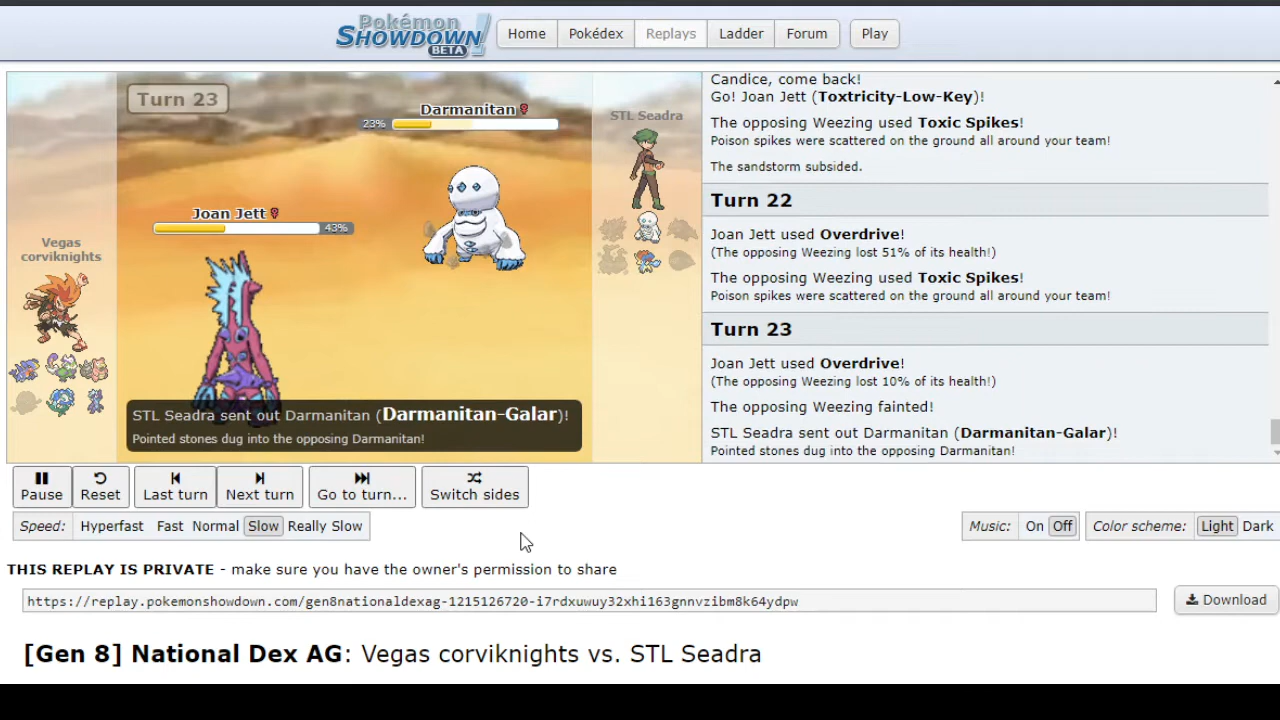 Pokémon
SHOWDOWN!
BETA
Home
Pokédex
Replays
Ladder
Forum
Play
Turn 23
Darmanitan
23%
STL Seadra
Joan Jett
43%
Vegas
corviknights
STL Seadra sent out Darmanitan (Darmanitan-Galar)!
Pointed stones dug into the opposing Darmanitan!
Candice, come back!
Go! Joan Jett (Toxtricity-Low-Key)!
The opposing Weezing used Toxic Spikes!
Poison spikes were scattered on the ground all around your team!
The sandstorm subsided.
Turn 22
Joan Jett used Overdrive!
(The opposing Weezing lost 51% of its health!)
The opposing Weezing used Toxic Spikes!
Poison spikes were scattered on the ground all around your team!
Turn 23
Joan Jett used Overdrive!
(The opposing Weezing lost 10% of its health!)
The opposing Weezing fainted!
STL Seadra sent out Darmanitan (Darmanitan-Galar)!
Pointed stones dug into the opposing Darmanitan!
Pause
Reset
Last turn
Next turn
Go to turn...
Switch sides
Speed: Hyperfast Fast Normal Slow Really Slow
Music: On Off
Color scheme: Light Dark
THIS REPLAY IS PRIVATE - make sure you have the owner's permission to share
https://replay.pokemonshowdown.com/gen8nationaldexag-1215126720-i7rdxuwuy32xhi163gnnvzibm8k64ydpw
Download
[Gen 8] National Dex AG: Vegas corviknights vs. STL Seadra